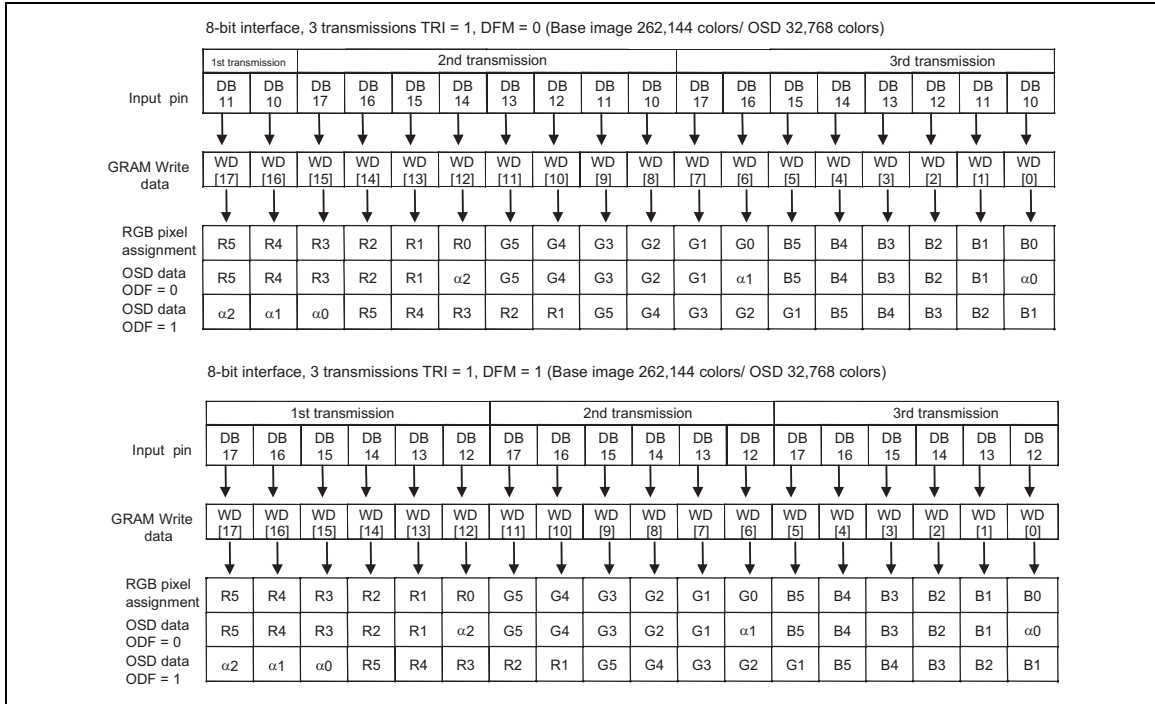 8-bit interface, 3 transmissions TRI = 1, DFM = 0 (Base image 262,144 colors/ OSD 32,768 colors)
1st transmission 2nd transmission 3rd transmission
Input pin DB 11 DB 10 DB 17 DB 16 DB 15 DB 14 DB 13 DB 12 DB 11 DB 10 DB 17 DB 16 DB 15 DB 14 DB 13 DB 12 DB 11 DB 10
GRAM Write data WD [17] WD [16] WD [15] WD [14] WD [13] WD [12] WD [11] WD [10] WD [9] WD [8] WD [7] WD [6] WD [5] WD [4] WD [3] WD [2] WD [1] WD [0]
RGB pixel assignment R5 R4 R3 R2 R1 R0 G5 G4 G3 G2 G1 G0 B5 B4 B3 B2 B1 B0
OSD data ODF = 0 R5 R4 R3 R2 R1 α2 G5 G4 G3 G2 G1 α1 B5 B4 B3 B2 B1 α0
OSD data ODF = 1 α2 α1 α0 R5 R4 R3 R2 R1 G5 G4 G3 G2 G1 B5 B4 B3 B2 B1
8-bit interface, 3 transmissions TRI = 1, DFM = 1 (Base image 262,144 colors/ OSD 32,768 colors)
1st transmission 2nd transmission 3rd transmission
Input pin DB 17 DB 16 DB 15 DB 14 DB 13 DB 12 DB 17 DB 16 DB 15 DB 14 DB 13 DB 12 DB 17 DB 16 DB 15 DB 14 DB 13 DB 12
GRAM Write data WD [17] WD [16] WD [15] WD [14] WD [13] WD [12] WD [11] WD [10] WD [9] WD [8] WD [7] WD [6] WD [5] WD [4] WD [3] WD [2] WD [1] WD [0]
RGB pixel assignment R5 R4 R3 R2 R1 R0 G5 G4 G3 G2 G1 G0 B5 B4 B3 B2 B1 B0
OSD data ODF = 0 R5 R4 R3 R2 R1 α2 G5 G4 G3 G2 G1 α1 B5 B4 B3 B2 B1 α0
OSD data ODF = 1 α2 α1 α0 R5 R4 R3 R2 R1 G5 G4 G3 G2 G1 B5 B4 B3 B2 B1